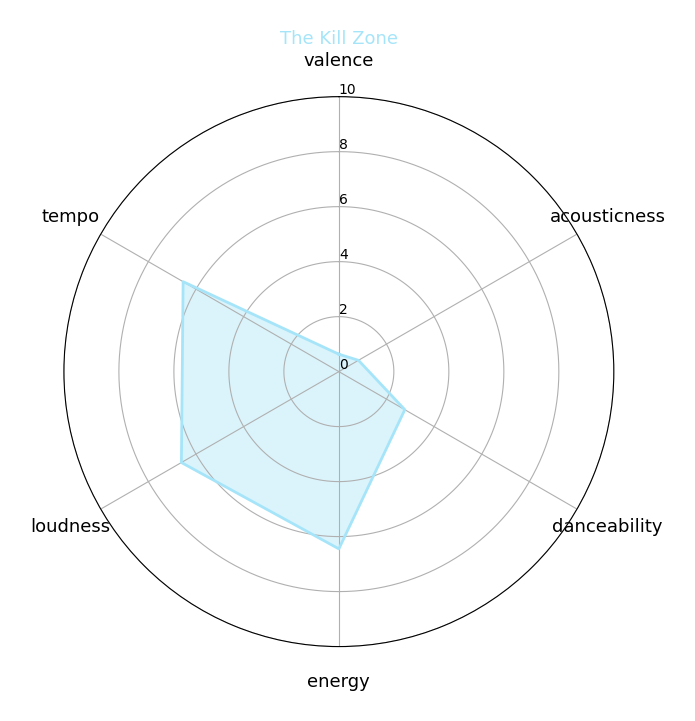 The Kill Zone
valence
10
8
tempo
6
acousticness
4
2
0
loudness
danceability
energy